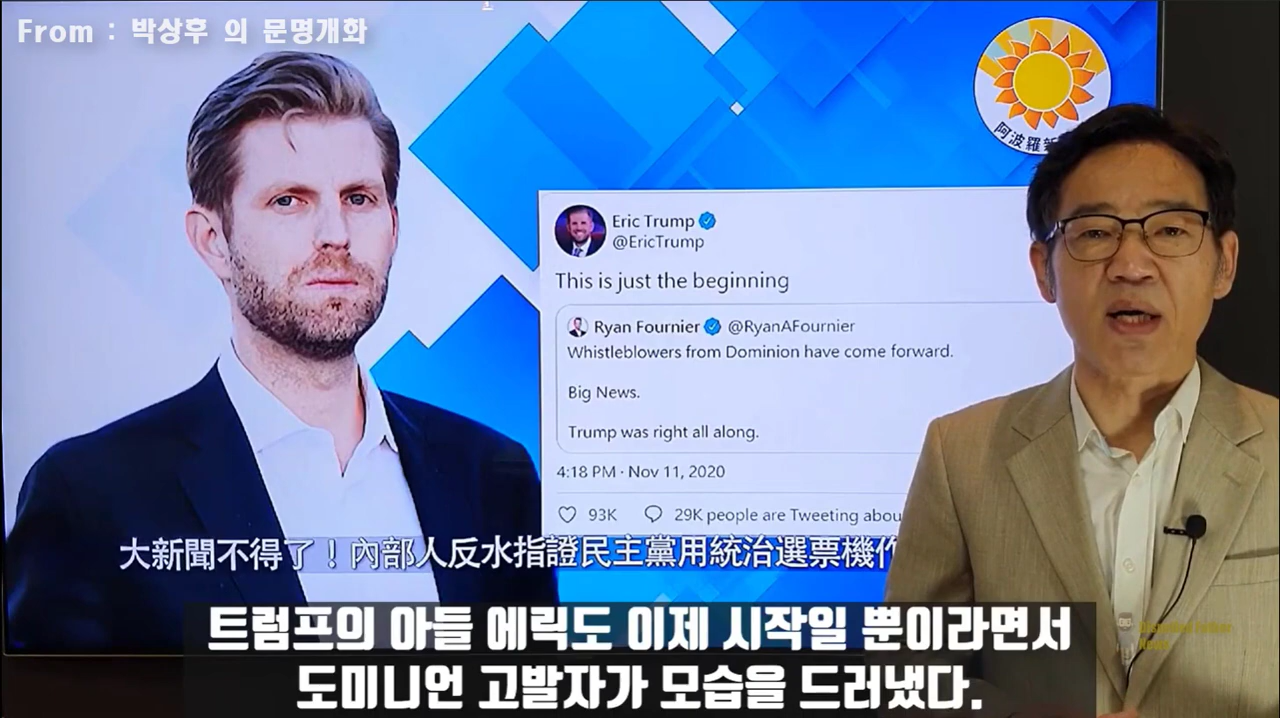 From : 박상후 의 문명개화
阿波羅新
Eric Trump
@EricTrump
This is just the beginning
Ryan Fournier @RyanAFournier
Whistleblowers from Dominion have come forward.
Big News.
Trump was right all along.
4:18 PM · Nov 11, 2020
93K 29K people are Tweeting abou
大新聞不得了！內部人反水指證民主黨用統治選票機作
트럼프의 아들 에릭도 이제 시작일 뿐이라면서
도미니언 고발자가 모습을 드러냈다.